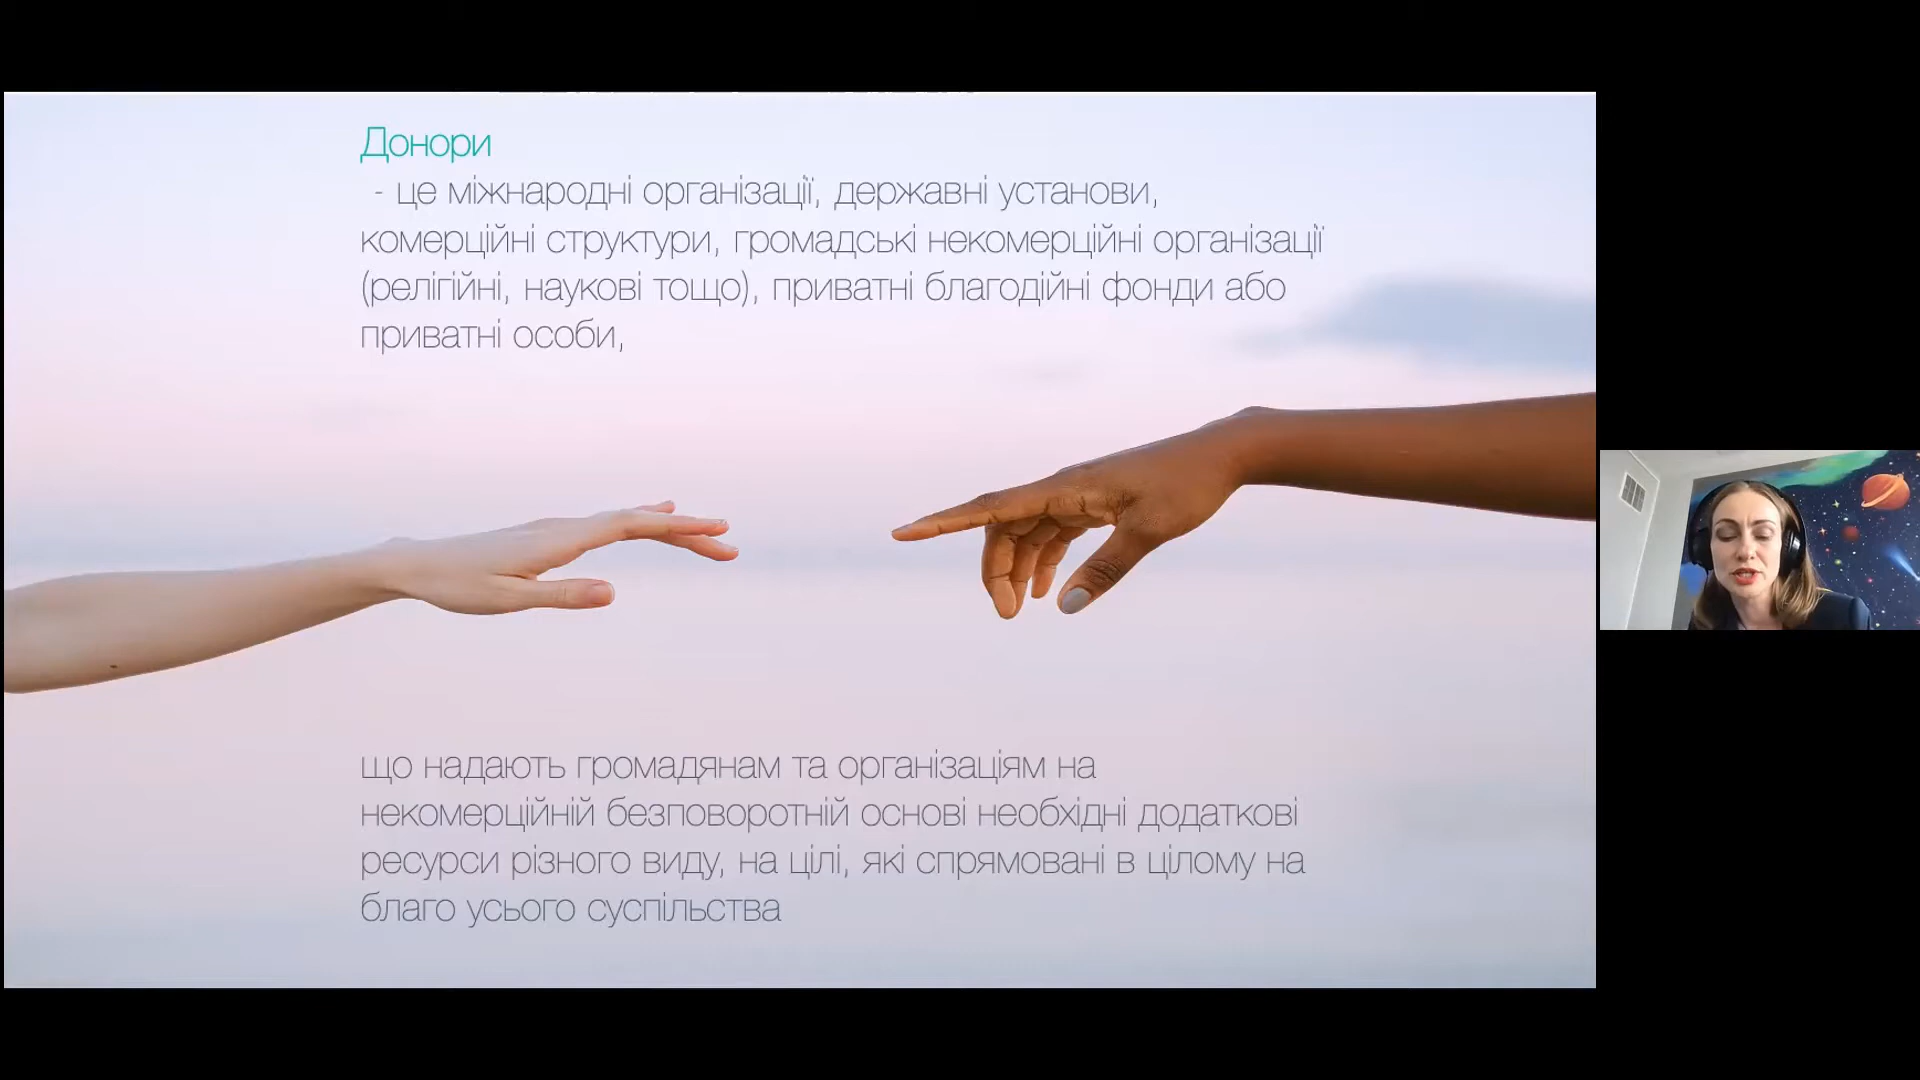 Донори
- це міжнародні організації, державні установи,
комерційні структури, громадські некомерційні організації
(релігійні, наукові тощо), приватні благодійні фонди або
приватні особи,
що надають громадянам та організаціям на
некомерційній безповоротній основі необхідні додаткові
ресурси різного виду, на цілі, які спрямовані в цілому на
благо усього суспільства